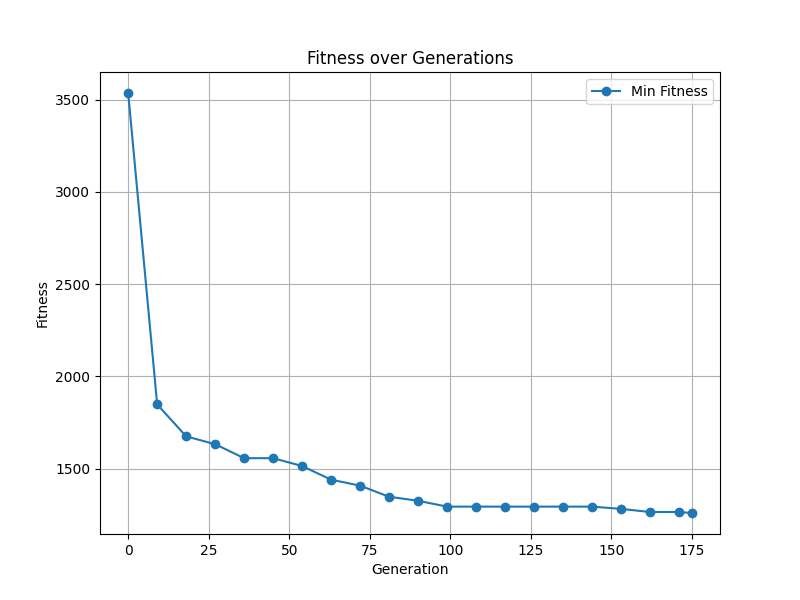 Fitness over Generations
Min Fitness
3500
3000
2500
2000
1500
Fitness
0 25 50 75 100 125 150 175
Generation